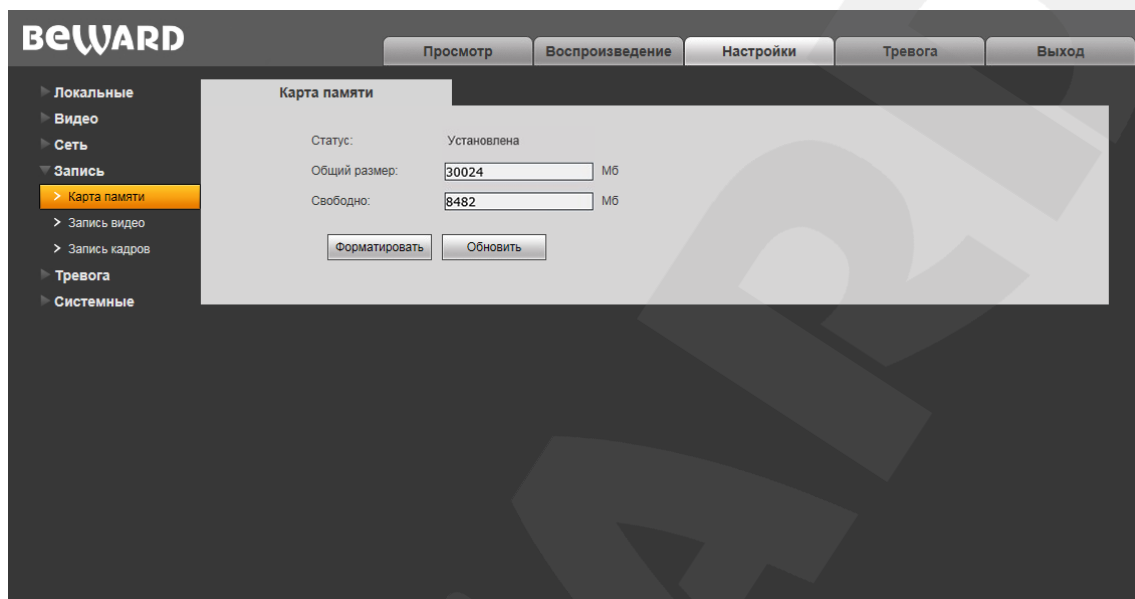 BEWARD
Просмотр Воспроизведение Настройки Тревога Выход
Локальные
Видео
Сеть
Запись
> Карта памяти
> Запись видео
> Запись кадров
Тревога
Системные
Карта памяти
Статус: Установлена
Общий размер: 30024 Мб
Свободно: 8482 Мб
Форматировать Обновить